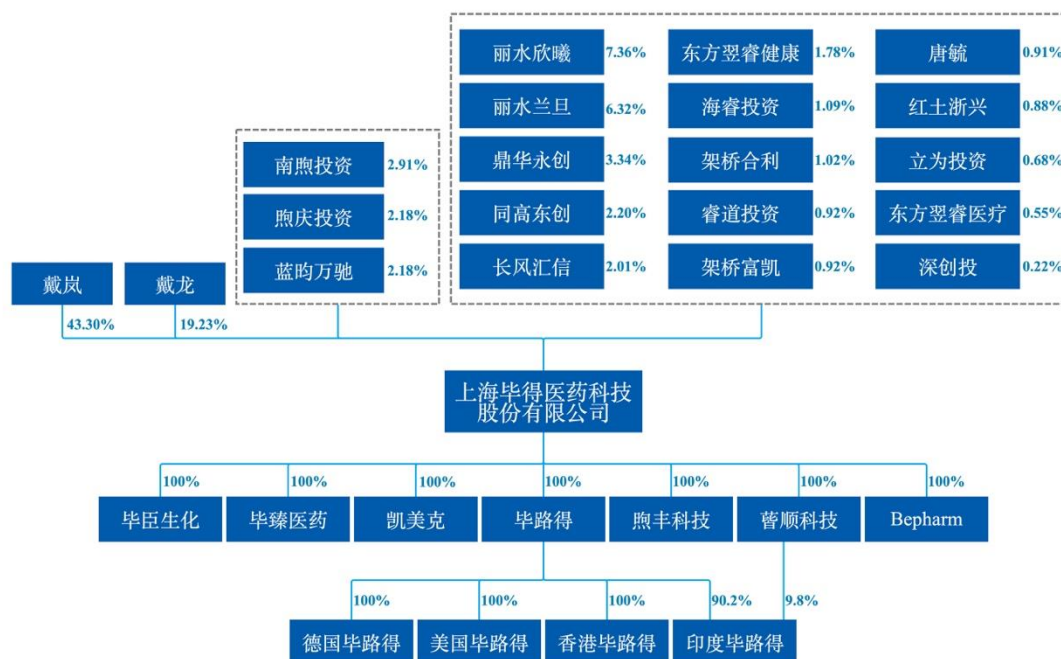 丽水欣曦 7.36% 东方翌睿健康 1.78% 唐毓 0.91%
丽水兰旦 6.32% 海睿投资 1.09% 红土浙兴 0.88%
南煦投资 2.91% 鼎华永创 3.34% 架桥合利 1.02% 立为投资 0.68%
煦庆投资 2.18% 同高东创 2.20% 睿道投资 0.92% 东方翌睿医疗 0.55%
蓝昀万驰 2.18% 长风汇信 2.01% 架桥富凯 0.92% 深创投 0.22%
戴岚 戴龙
43.30% 19.23%
上海毕得医药科技
股份有限公司
100% 100% 100% 100% 100% 100% 100%
毕臣生化 毕臻医药 凯美克 毕路得 煦丰科技 蒈顺科技 Bepharm
100% 100% 100% 90.2% 9.8%
德国毕路得 美国毕路得 香港毕路得 印度毕路得